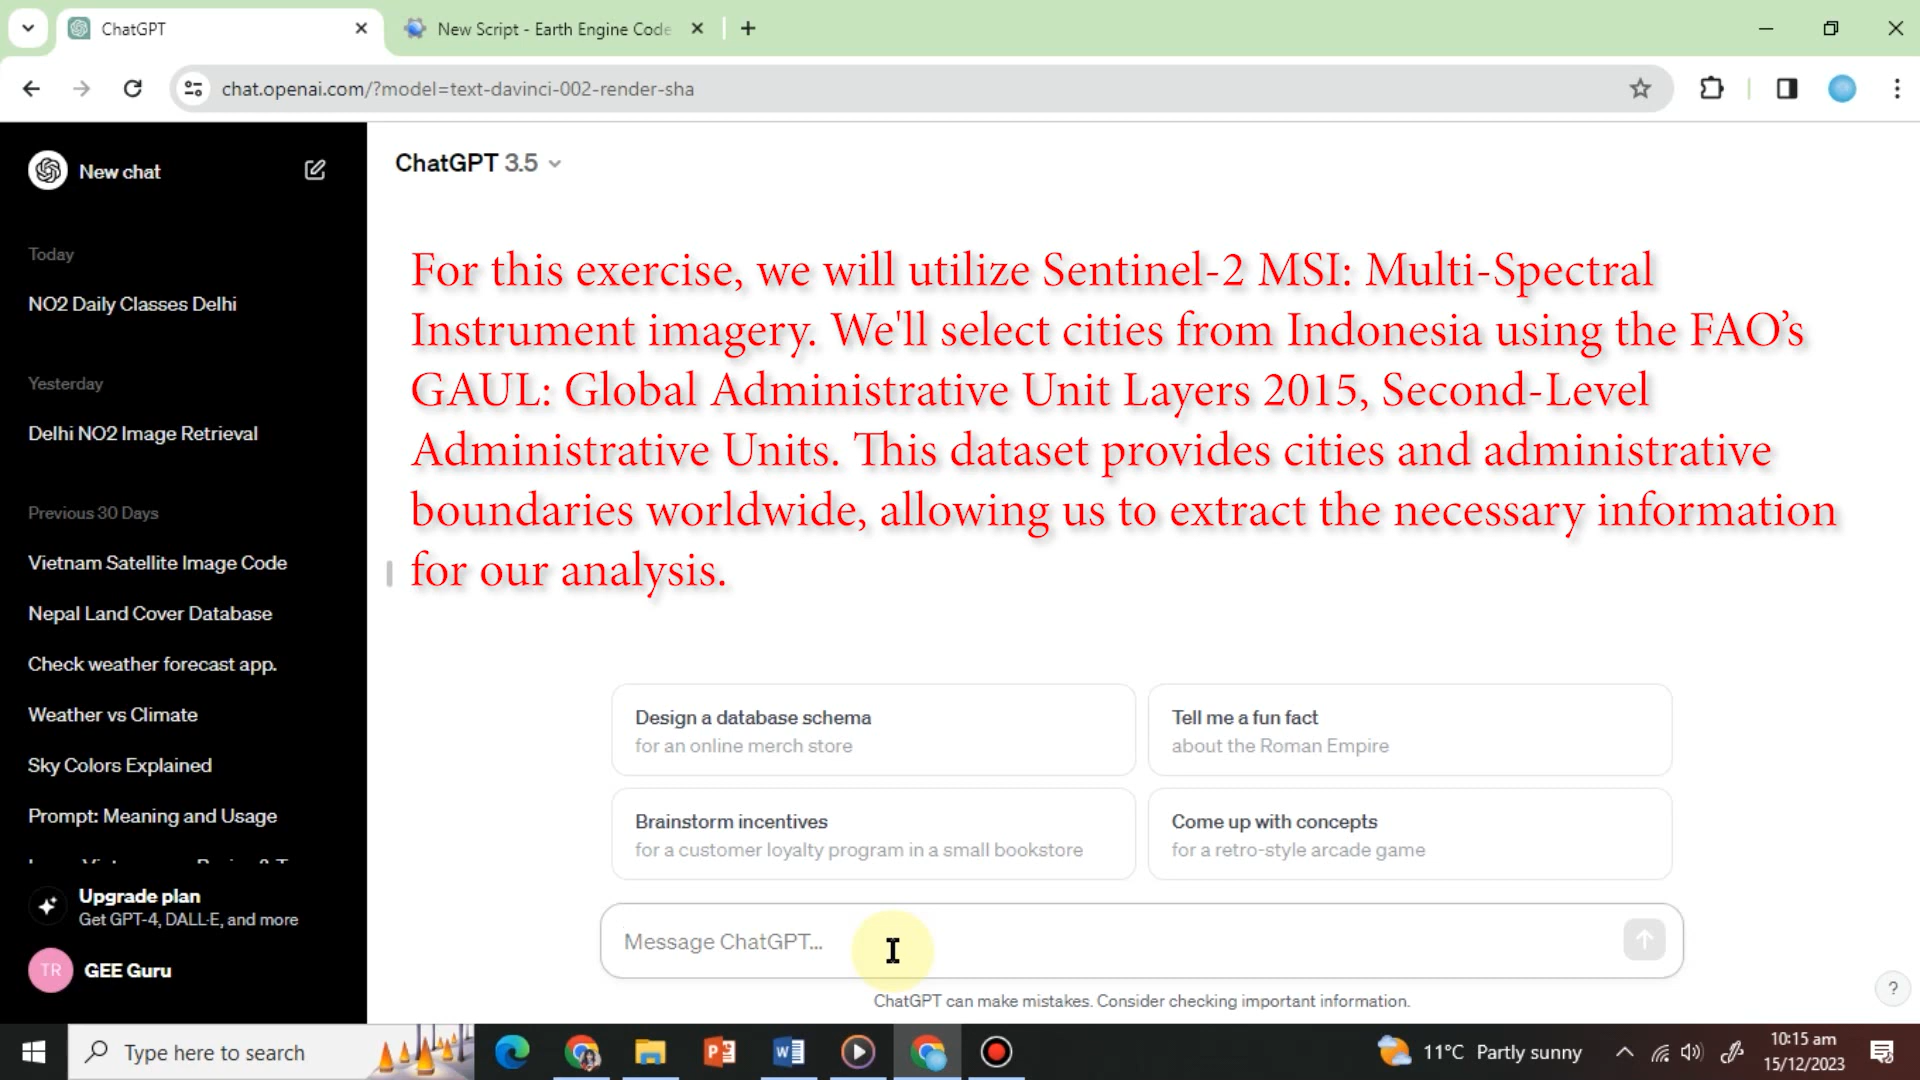 ChatGPT
New Script - Earth Engine Code
chat.openai.com/?model=text-davinci-002-render-sha
New chat
ChatGPT 3.5
Today
NO2 Daily Classes Delhi
Yesterday
Delhi NO2 Image Retrieval
Previous 30 Days
Vietnam Satellite Image Code
Nepal Land Cover Database
Check weather forecast app.
Weather vs Climate
Sky Colors Explained
Prompt: Meaning and Usage
Upgrade plan
Get GPT-4, DALL·E, and more
TR
GEE Guru
For this exercise, we will utilize Sentinel-2 MSI: Multi-Spectral
Instrument imagery. We'll select cities from Indonesia using the FAO’s
GAUL: Global Administrative Unit Layers 2015, Second-Level
Administrative Units. This dataset provides cities and administrative
boundaries worldwide, allowing us to extract the necessary information
for our analysis.
Design a database schema
for an online merch store
Tell me a fun fact
about the Roman Empire
Brainstorm incentives
for a customer loyalty program in a small bookstore
Come up with concepts
for a retro-style arcade game
Message ChatGPT...
ChatGPT can make mistakes. Consider checking important information.
?
Type here to search
11°C Partly sunny
10:15 am
15/12/2023